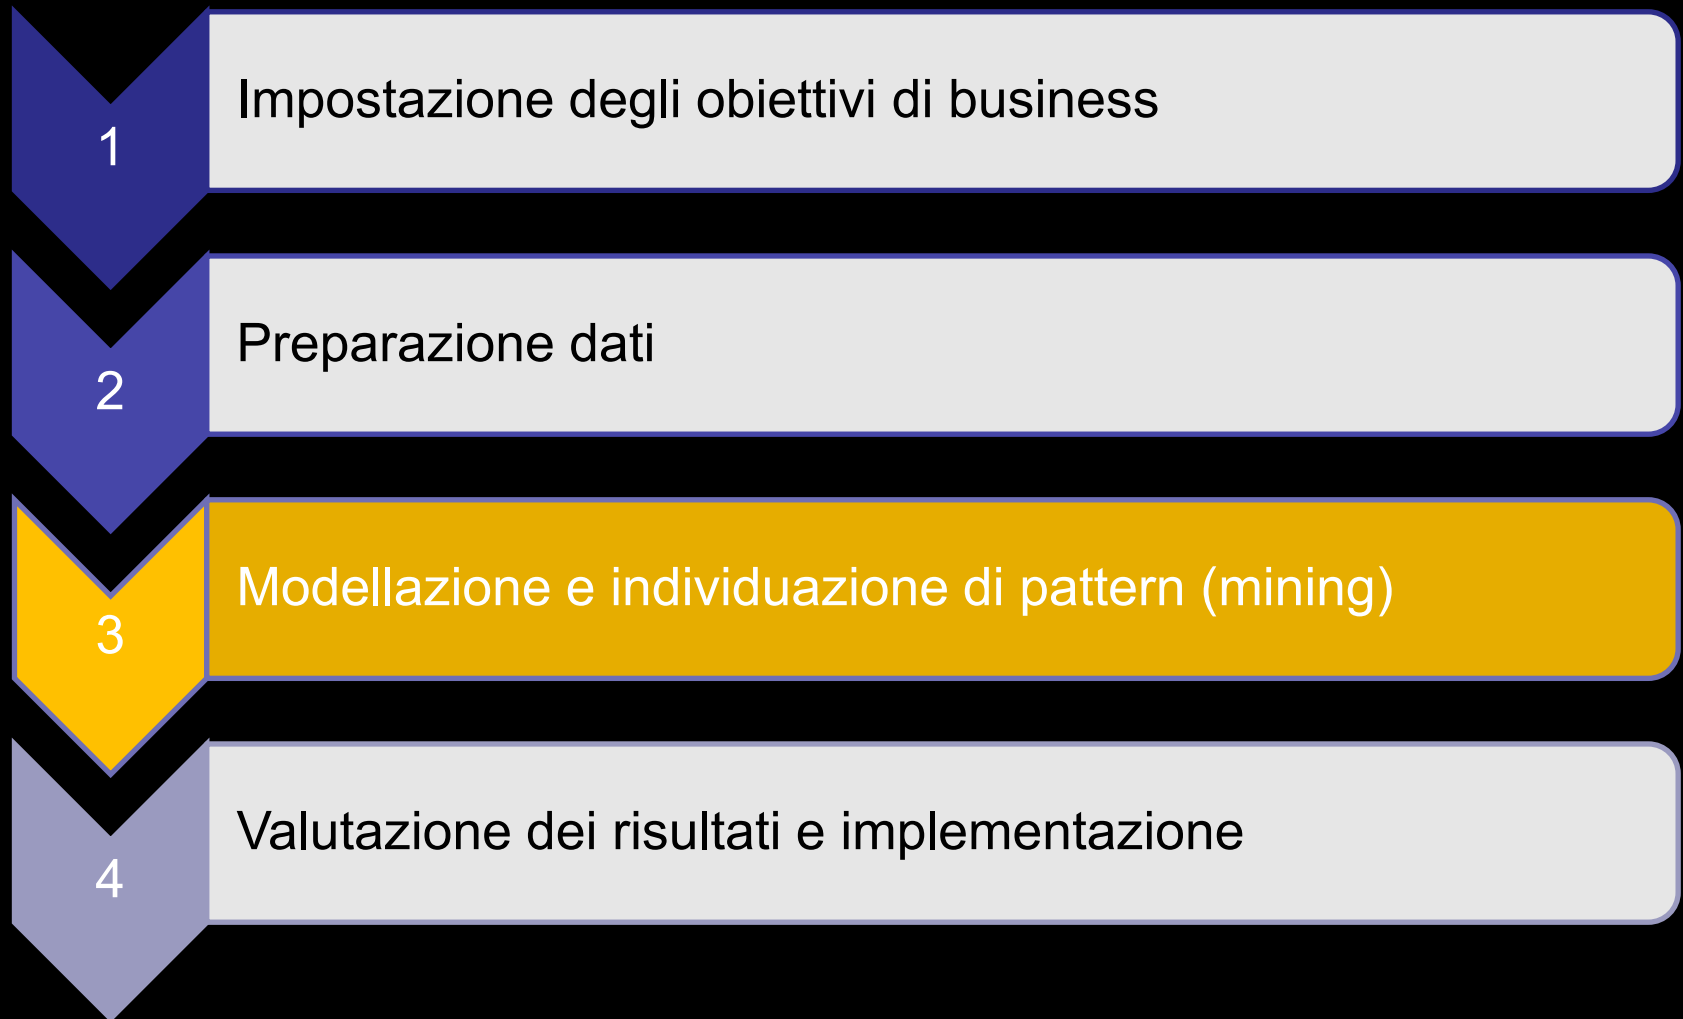 1
Impostazione degli obiettivi di business
2
Preparazione dati
3
Modellazione e individuazione di pattern (mining)
4
Valutazione dei risultati e implementazione